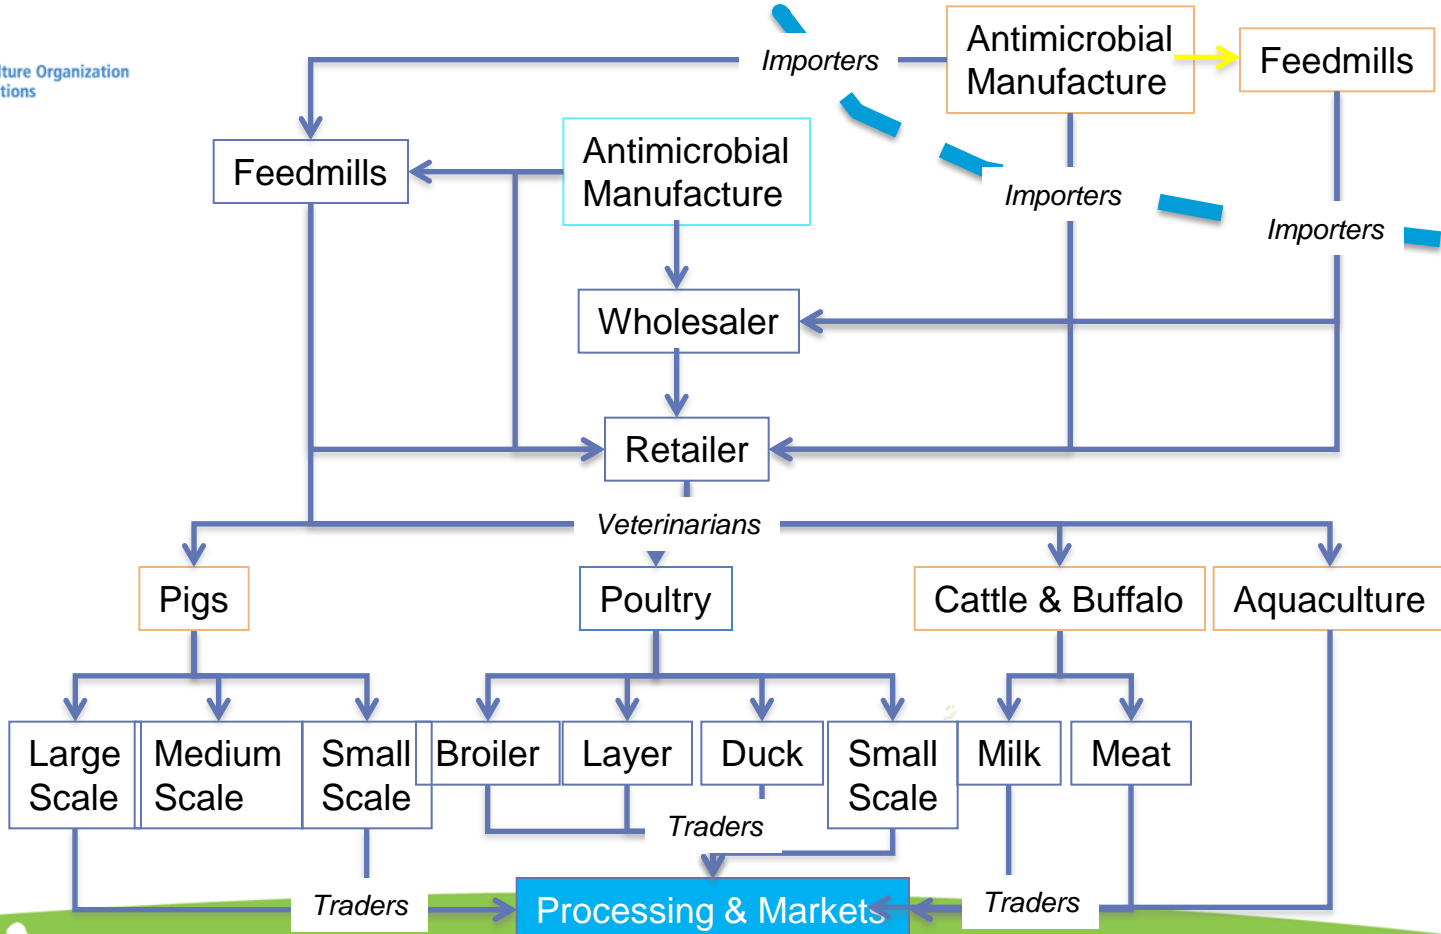 lture Organization
tions
Importers
Antimicrobial
Manufacture
Feedmills
Feedmills
Antimicrobial
Manufacture
Importers
Importers
Wholesaler
Retailer
Veterinarians
Pigs
Poultry
Cattle & Buffalo
Aquaculture
Large
Scale
Medium
Scale
Small
Scale
Broiler
Layer
Duck
Small
Scale
Milk
Meat
Traders
Traders
Processing & Markets
Traders